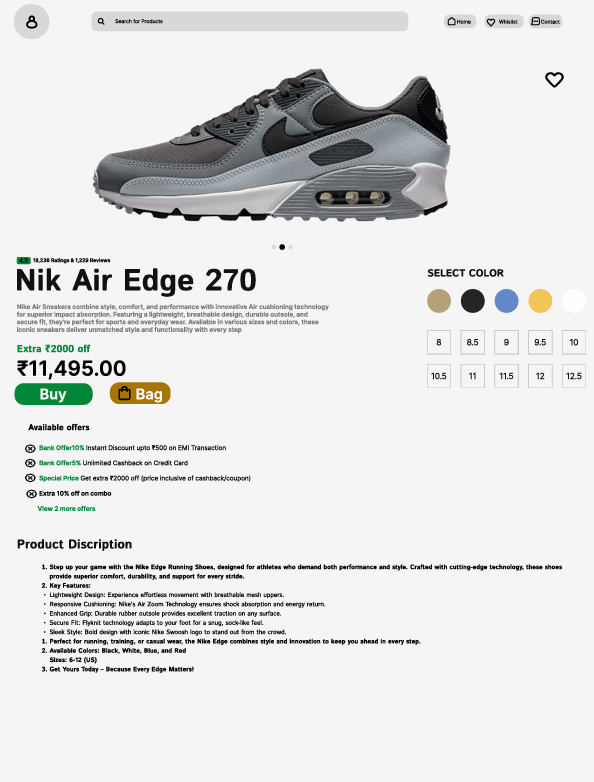 Search for Products
Home
Whislist
Contact
4.3 18,236 Ratings & 1,229 Reviews
Nik Air Edge 270
Nike Air Sneakers combine style, comfort, and performance with innovative Air cushioning technology
for superior impact absorption. Featuring a lightweight, breathable design, durable outsole, and
secure fit, they're perfect for sports and everyday wear. Available in various sizes and colors, these
iconic sneakers deliver unmatched style and functionality with every step
Extra ₹2000 off
₹11,495.00
Buy
Bag
SELECT COLOR
8 8.5 9 9.5 10
10.5 11 11.5 12 12.5
Available offers
Bank Offer10% Instant Discount upto ₹500 on EMI Transaction
Bank Offer5% Unlimited Cashback on Credit Card
Special Price Get extra ₹2000 off (price inclusive of cashback/coupon)
Extra 10% off on combo
View 2 more offers
Product Discription
1. Step up your game with the Nike Edge Running Shoes, designed for athletes who demand both performance and style. Crafted with cutting-edge technology, these shoes
provide superior comfort, durability, and support for every stride.
2. Key Features:
• Lightweight Design: Experience effortless movement with breathable mesh uppers.
• Responsive Cushioning: Nike's Air Zoom Technology ensures shock absorption and energy return.
• Enhanced Grip: Durable rubber outsole provides excellent traction on any surface.
• Secure Fit: Flyknit technology adapts to your foot for a snug, sock-like feel.
• Sleek Style: Bold design with iconic Nike Swoosh logo to stand out from the crowd.
1. Perfect for running, training, or casual wear, the Nike Edge combines style and innovation to keep you ahead in every step.
2. Available Colors: Black, White, Blue, and Red
Sizes: 6-12 (US)
3. Get Yours Today – Because Every Edge Matters!